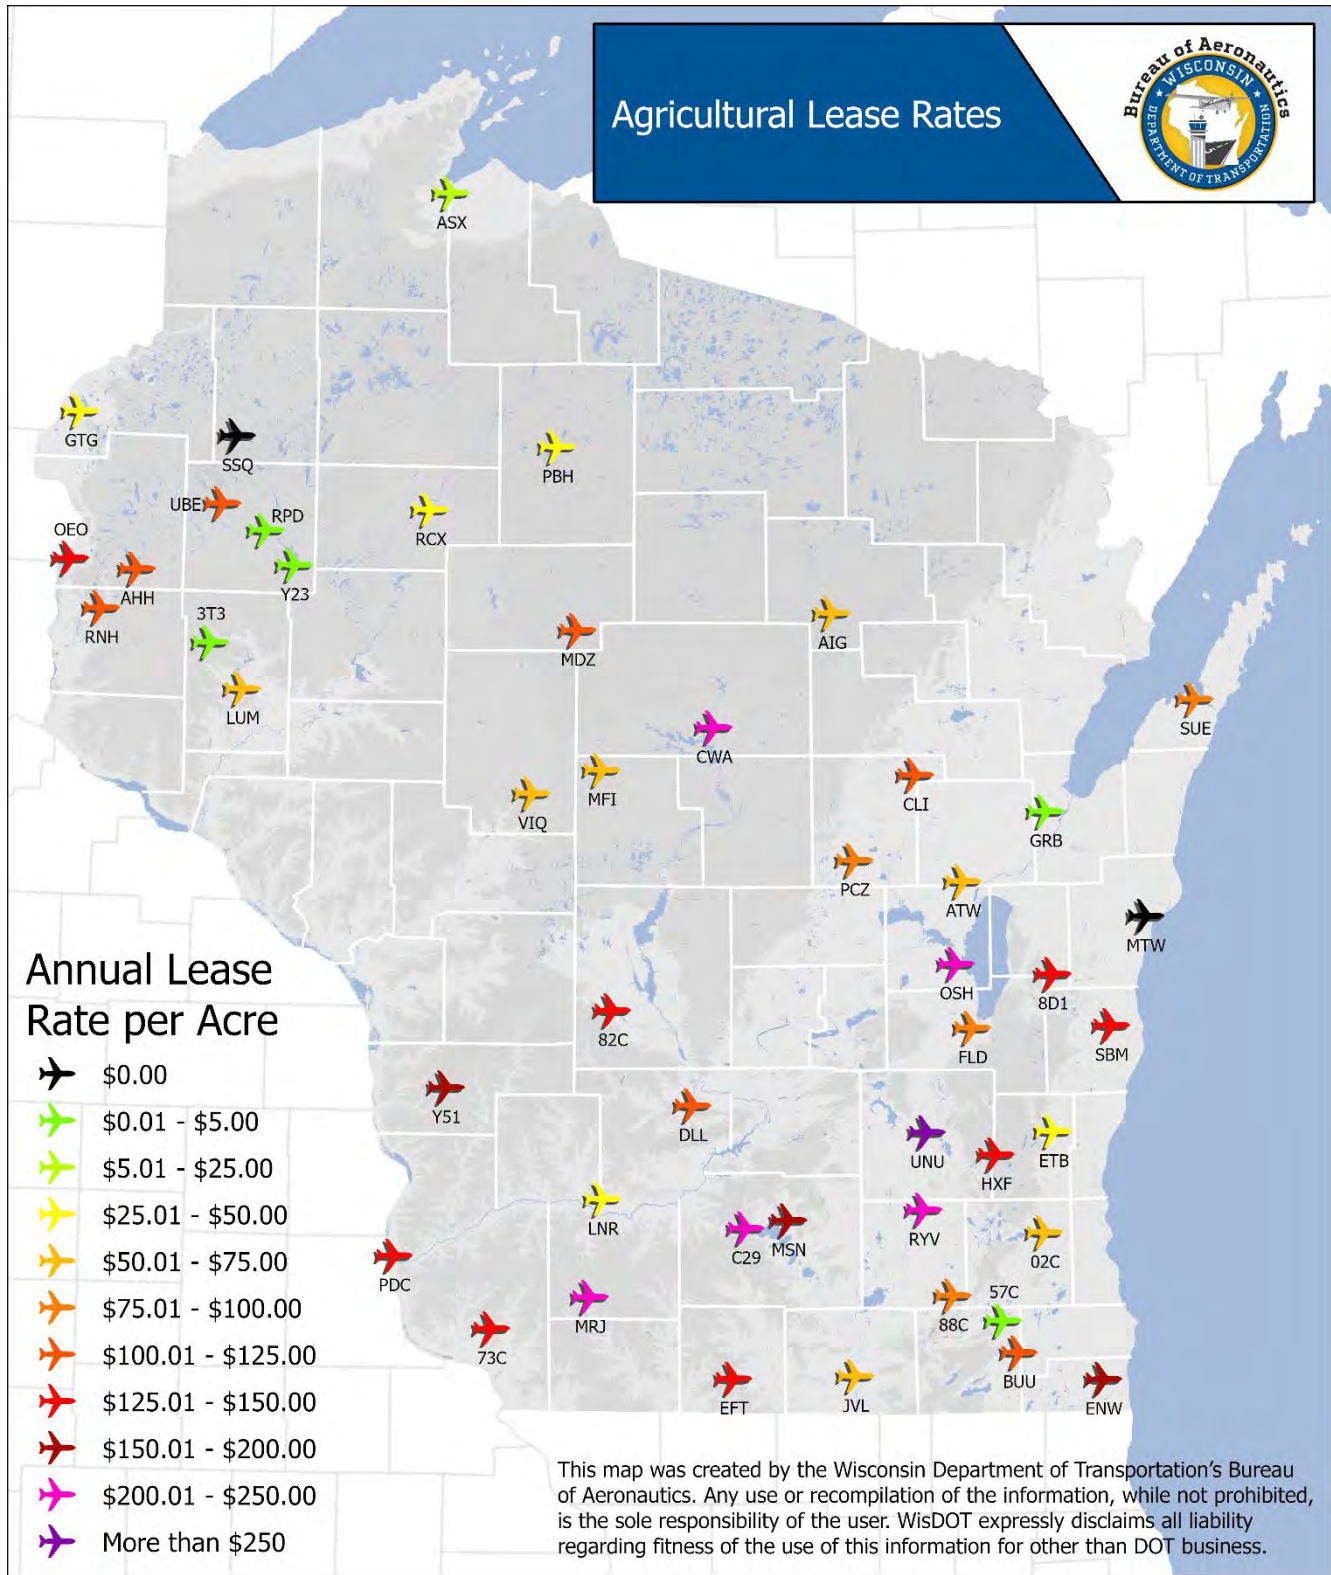 Agricultural Lease Rates
Bureau of Aeronautics
WISCONSIN
DEPARTMENT OF TRANSPORTATION
ASX
GTG
SSQ
PBH
UBE
RPD
RCX
OEO
AHH
Y23
RNH
3T3
MDZ
AIG
LUM
SUE
CWA
MFI
CLI
VIQ
GRB
PCZ
ATW
MTW
OSH
8D1
82C
FLD
SBM
Y51
DLL
UNU
ETB
HXF
LNR
C29
MSN
RYV
02C
PDC
MRJ
88C
57C
73C
BUU
EFT
JVL
ENW
Annual Lease
Rate per Acre
$0.00
$0.01 - $5.00
$5.01 - $25.00
$25.01 - $50.00
$50.01 - $75.00
$75.01 - $100.00
$100.01 - $125.00
$125.01 - $150.00
$150.01 - $200.00
$200.01 - $250.00
More than $250
This map was created by the Wisconsin Department of Transportation's Bureau
of Aeronautics. Any use or recompilation of the information, while not prohibited,
is the sole responsibility of the user. WisDOT expressly disclaims all liability
regarding fitness of the use of this information for other than DOT business.